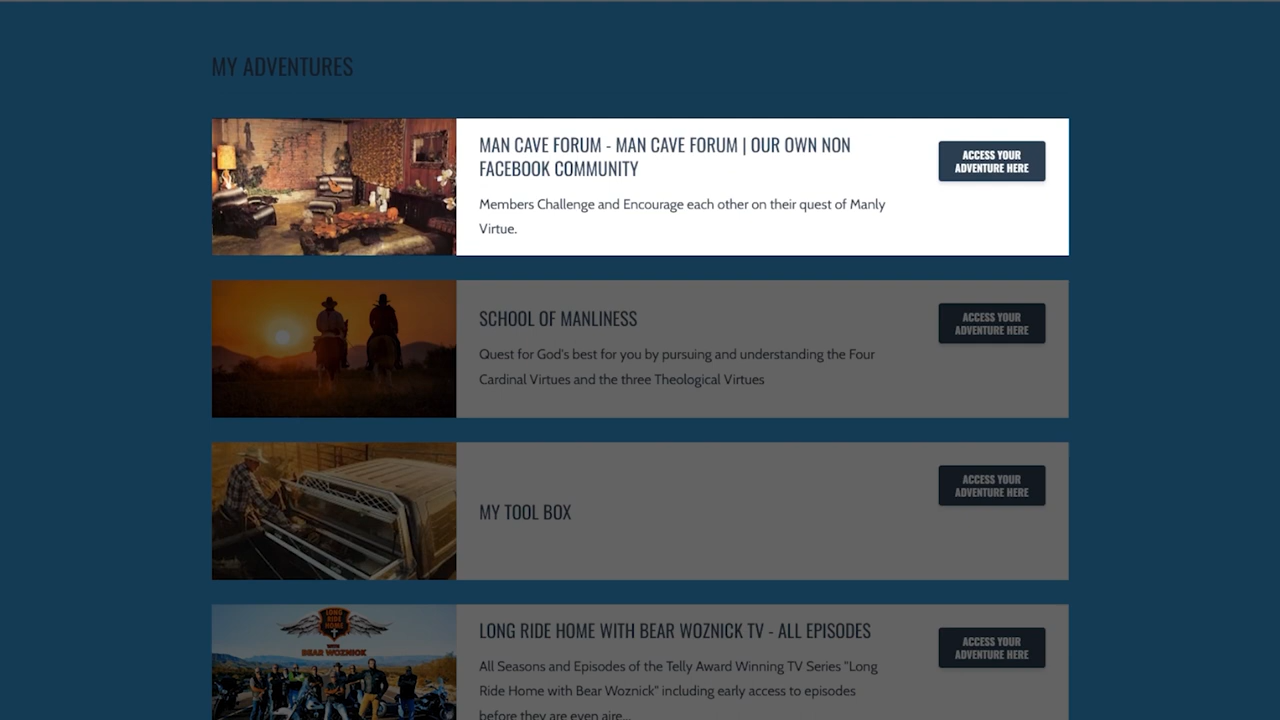 MY ADVENTURES
MAN CAVE FORUM - MAN CAVE FORUM | OUR OWN NON
FACEBOOK COMMUNITY
Members Challenge and Encourage each other on their quest of Manly
Virtue.
ACCESS YOUR
ADVENTURE HERE
SCHOOL OF MANLINESS
Quest for God's best for you by pursuing and understanding the Four
Cardinal Virtues and the three Theological Virtues
ACCESS YOUR
ADVENTURE HERE
MY TOOL BOX
ACCESS YOUR
ADVENTURE HERE
LONG
RIDE
HOME
WITH
BEAR WOZNICK
LONG RIDE HOME WITH BEAR WOZNICK TV - ALL EPISODES
All Seasons and Episodes of the Telly Award Winning TV Series "Long
Ride Home with Bear Woznick" including early access to episodes
before they are even aire...
ACCESS YOUR
ADVENTURE HERE